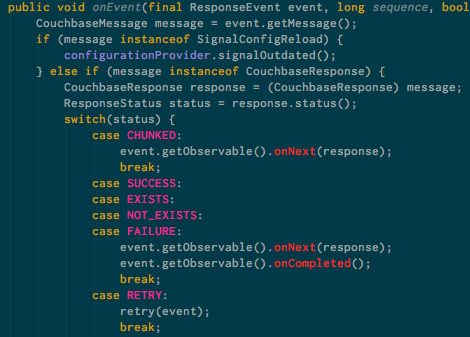 public void onEvent(final ResponseEvent event, long sequence, bool
CouchbaseMessage message = event.getMessage();
if (message instanceof SignalConfigReload) {
configurationProvider.signalOutdated();
} else if (message instanceof CouchbaseResponse) {
CouchbaseResponse response = (CouchbaseResponse) message;
ResponseStatus status = response.status();
switch(status) {
case CHUNKED:
event.getObservable().onNext(response);
break;
case SUCCESS:
case EXISTS:
case NOT_EXISTS:
case FAILURE:
event.getObservable().onNext(response);
event.getObservable().onCompleted();
break;
case RETRY:
retry(event);
break;